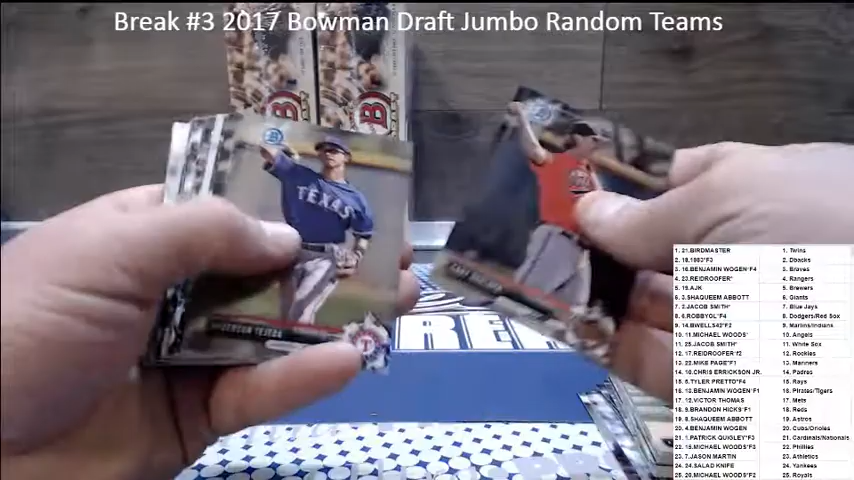 Break #3 2017 Bowman Draft Jumbo Random Teams
B
B
TEXAS
ANDERSON TEJEDA
BRE
1. 21.BIRDMASTER 1. Twins
2. 18.1083*F3 2. Dbacks
3. 16.BENJAMIN WOGEN*F4 3. Braves
4. 23.REIDROOFER* 4. Rangers
5. 19.AJK 5. Brewers
6. 3.SHAQUEEM ABBOTT 6. Giants
7. 2.JACOB SMITH* 7. Blue Jays
8. 6.ROBBYOL*F4 8. Dodgers/Red Sox
9. 14.BWELLS42*F2 9. Marlins/Indians
10. 11.MICHAEL WOODS* 10. Angels
11. 25.JACOB SMITH* 11. White Sox
12. 17.REIDROOFER*f2 12. Rockies
13. 22.MIKE PAGE*F1 13. Mariners
14. 10.CHRIS ERRICKSON JR. 14. Padres
15. 5.TYLER PRETTO*F4 15. Rays
16. 13.BENJAMIN WOGEN*F1 16. Pirates/Tigers
17. 12.VICTOR THOMAS 17. Mets
18. 9.BRANDON HICKS*F1 18. Reds
19. 8.SHAQUEEM ABBOTT 19. Astros
20. 4.BENJAMIN WOGEN 20. Cubs/Orioles
21. 1.PATRICK QUIGLEY*F3 21. Cardinals/Nationals
22. 15.MICHAEL WOODS*F3 22. Phillies
23. 7.JASON MARTIN 23. Athletics
24. 24.SALAD KNIFE 24. Yankees
25. 20.MICHAEL WOODS*F2 25. Royals